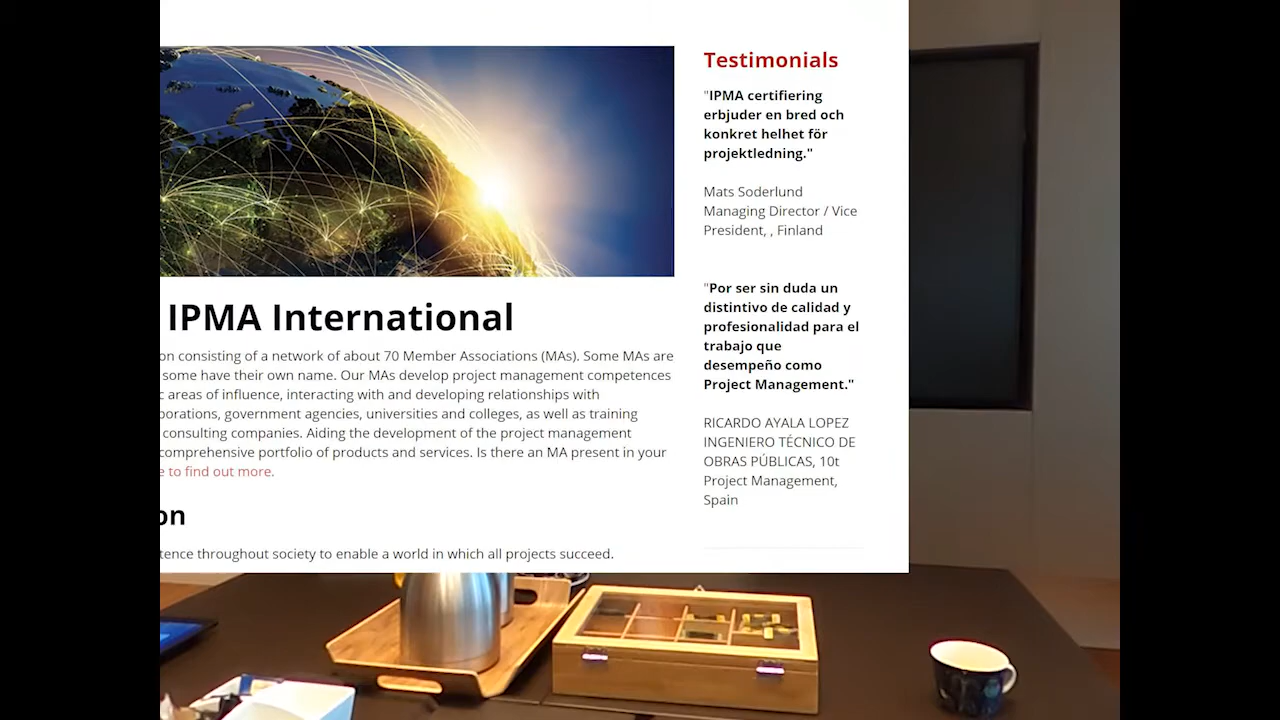 IPMA International
on consisting of a network of about 70 Member Associations (MAs). Some MAs are
some have their own name. Our MAs develop project management competences
areas of influence, interacting with and developing relationships with
porations, government agencies, universities and colleges, as well as training
consulting companies. Aiding the development of the project management
comprehensive portfolio of products and services. Is there an MA present in your
e to find out more.
on
tence throughout society to enable a world in which all projects succeed.
Testimonials
"IPMA certifiering
erbjuder en bred och
konkret helhet för
projektledning."
Mats Soderlund
Managing Director / Vice
President, , Finland
"Por ser sin duda un
distintivo de calidad y
profesionalidad para el
trabajo que
desempeño como
Project Management."
RICARDO AYALA LOPEZ
INGENIERO TÉCNICO DE
OBRAS PÚBLICAS, 10t
Project Management,
Spain